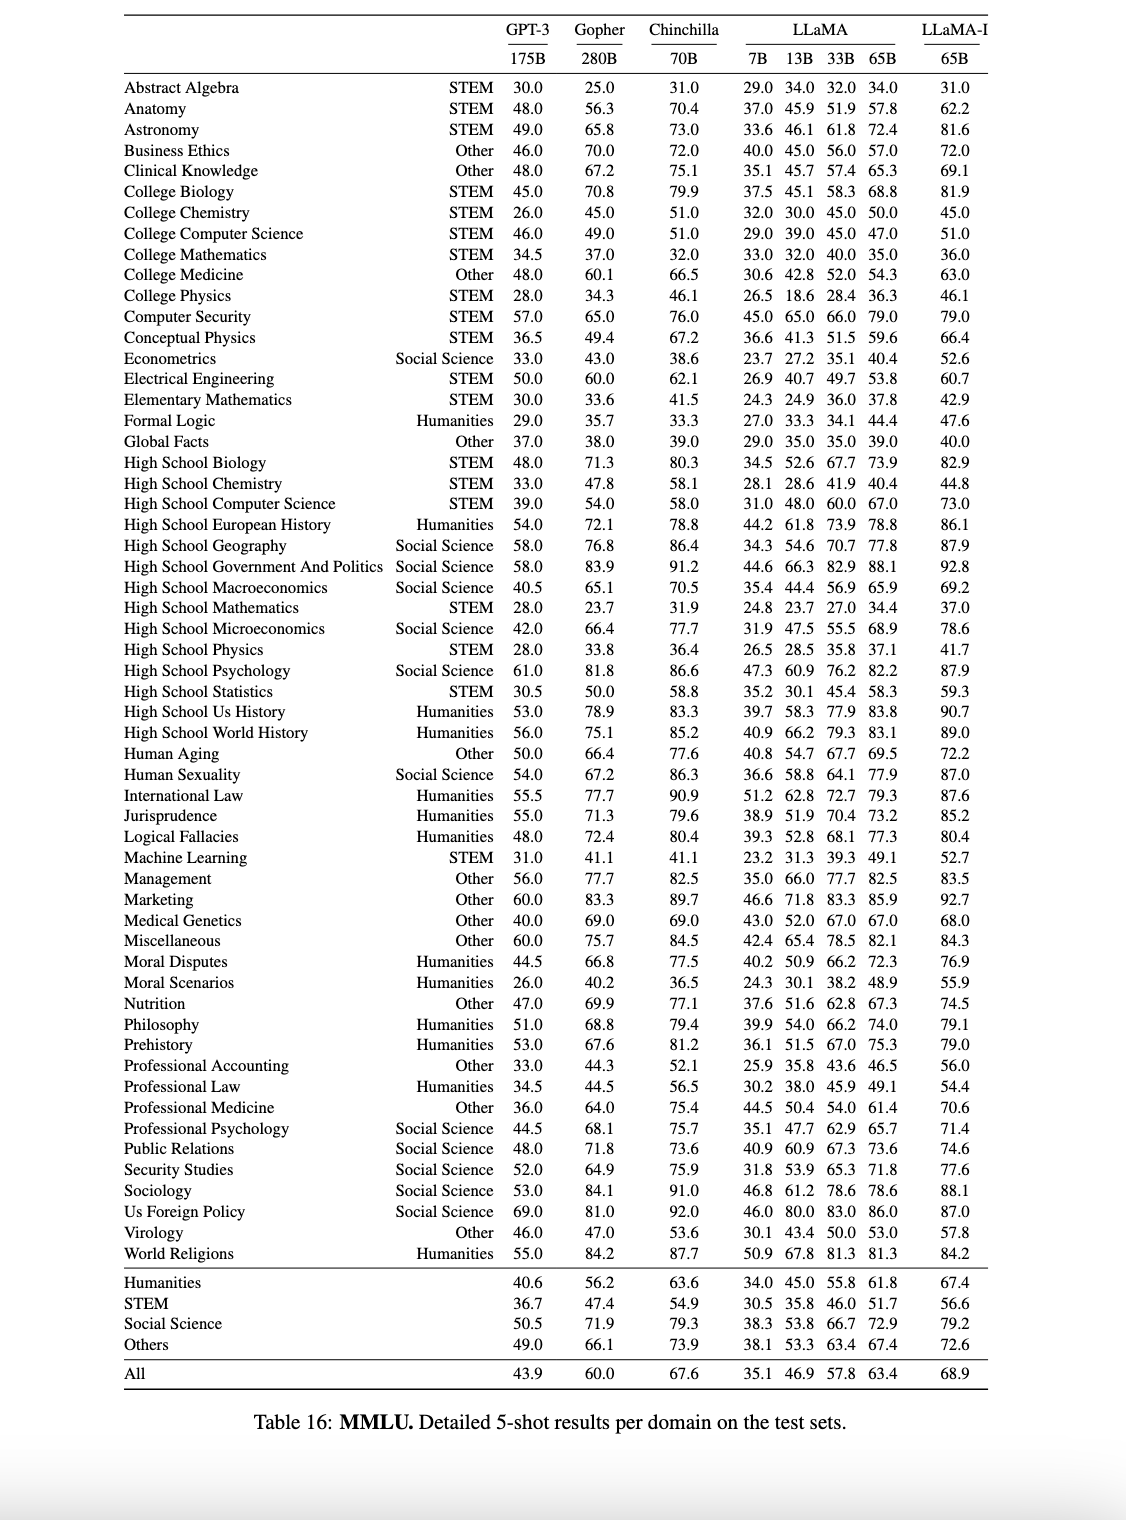 GPT-3 Gopher Chinchilla LLaMA LLaMA-I
175B 280B 70B 7B 13B 33B 65B 65B
Abstract Algebra STEM 30.0 25.0 31.0 29.0 34.0 32.0 34.0 31.0
Anatomy STEM 48.0 56.3 70.4 37.0 45.9 51.9 57.8 62.2
Astronomy STEM 49.0 65.8 73.0 33.6 46.1 61.8 72.4 81.6
Business Ethics Other 46.0 70.0 72.0 40.0 45.0 56.0 57.0 72.0
Clinical Knowledge Other 48.0 67.2 75.1 35.1 45.7 57.4 65.3 69.1
College Biology STEM 45.0 70.8 79.9 37.5 45.1 58.3 68.8 81.9
College Chemistry STEM 26.0 45.0 51.0 32.0 30.0 45.0 50.0 45.0
College Computer Science STEM 46.0 49.0 51.0 29.0 39.0 45.0 47.0 51.0
College Mathematics STEM 34.5 37.0 32.0 33.0 32.0 40.0 35.0 36.0
College Medicine Other 48.0 60.1 66.5 30.6 42.8 52.0 54.3 63.0
College Physics STEM 28.0 34.3 46.1 26.5 18.6 28.4 36.3 46.1
Computer Security STEM 57.0 65.0 76.0 45.0 65.0 66.0 79.0 79.0
Conceptual Physics STEM 36.5 49.4 67.2 36.6 41.3 51.5 59.6 66.4
Econometrics Social Science 33.0 43.0 38.6 23.7 27.2 35.1 40.4 52.6
Electrical Engineering STEM 50.0 60.0 62.1 26.9 40.7 49.7 53.8 60.7
Elementary Mathematics STEM 30.0 33.6 41.5 24.3 24.9 36.0 37.8 42.9
Formal Logic Humanities 29.0 35.7 33.3 27.0 33.3 34.1 44.4 47.6
Global Facts Other 37.0 38.0 39.0 29.0 35.0 35.0 39.0 40.0
High School Biology STEM 48.0 71.3 80.3 34.5 52.6 67.7 73.9 82.9
High School Chemistry STEM 33.0 47.8 58.1 28.1 28.6 41.9 40.4 44.8
High School Computer Science STEM 39.0 54.0 58.0 31.0 48.0 60.0 67.0 73.0
High School European History Humanities 54.0 72.1 78.8 44.2 61.8 73.9 78.8 86.1
High School Geography Social Science 58.0 76.8 86.4 34.3 54.6 70.7 77.8 87.9
High School Government And Politics Social Science 58.0 83.9 91.2 44.6 66.3 82.9 88.1 92.8
High School Macroeconomics Social Science 40.5 65.1 70.5 35.4 44.4 56.9 65.9 69.2
High School Mathematics STEM 28.0 23.7 31.9 24.8 23.7 27.0 34.4 37.0
High School Microeconomics Social Science 42.0 66.4 77.7 31.9 47.5 55.5 68.9 78.6
High School Physics STEM 28.0 33.8 36.4 26.5 28.5 35.8 37.1 41.7
High School Psychology Social Science 61.0 81.8 86.6 47.3 60.9 76.2 82.2 87.9
High School Statistics STEM 30.5 50.0 58.8 35.2 30.1 45.4 58.3 59.3
High School Us History Humanities 53.0 78.9 83.3 39.7 58.3 77.9 83.8 90.7
High School World History Humanities 56.0 75.1 85.2 40.9 66.2 79.3 83.1 89.0
Human Aging Other 50.0 66.4 77.6 40.8 54.7 67.7 69.5 72.2
Human Sexuality Social Science 54.0 67.2 86.3 36.6 58.8 64.1 77.9 87.0
International Law Humanities 55.5 77.7 90.9 51.2 62.8 72.7 79.3 87.6
Jurisprudence Humanities 55.0 71.3 79.6 38.9 51.9 70.4 73.2 85.2
Logical Fallacies Humanities 48.0 72.4 80.4 39.3 52.8 68.1 77.3 80.4
Machine Learning STEM 31.0 41.1 41.1 23.2 31.3 39.3 49.1 52.7
Management Other 56.0 77.7 82.5 35.0 66.0 77.7 82.5 83.5
Marketing Other 60.0 83.3 89.7 46.6 71.8 83.3 85.9 92.7
Medical Genetics Other 40.0 69.0 69.0 43.0 52.0 67.0 67.0 68.0
Miscellaneous Other 60.0 75.7 84.5 42.4 65.4 78.5 82.1 84.3
Moral Disputes Humanities 44.5 66.8 77.5 40.2 50.9 66.2 72.3 76.9
Moral Scenarios Humanities 26.0 40.2 36.5 24.3 30.1 38.2 48.9 55.9
Nutrition Other 47.0 69.9 77.1 37.6 51.6 62.8 67.3 74.5
Philosophy Humanities 51.0 68.8 79.4 39.9 54.0 66.2 74.0 79.1
Prehistory Humanities 53.0 67.6 81.2 36.1 51.5 67.0 75.3 79.0
Professional Accounting Other 33.0 44.3 52.1 25.9 35.8 43.6 46.5 56.0
Professional Law Humanities 34.5 44.5 56.5 30.2 38.0 45.9 49.1 54.4
Professional Medicine Other 36.0 64.0 75.4 44.5 50.4 54.0 61.4 70.6
Professional Psychology Social Science 44.5 68.1 75.7 35.1 47.7 62.9 65.7 71.4
Public Relations Social Science 48.0 71.8 73.6 40.9 60.9 67.3 73.6 74.6
Security Studies Social Science 52.0 64.9 75.9 31.8 53.9 65.3 71.8 77.6
Sociology Social Science 53.0 84.1 91.0 46.8 61.2 78.6 78.6 88.1
Us Foreign Policy Social Science 69.0 81.0 92.0 46.0 80.0 83.0 86.0 87.0
Virology Other 46.0 47.0 53.6 30.1 43.4 50.0 53.0 57.8
World Religions Humanities 55.0 84.2 87.7 50.9 67.8 81.3 81.3 84.2
Humanities 40.6 56.2 63.6 34.0 45.0 55.8 61.8 67.4
STEM 36.7 47.4 54.9 30.5 35.8 46.0 51.7 56.6
Social Science 50.5 71.9 79.3 38.3 53.8 66.7 72.9 79.2
Others 49.0 66.1 73.9 38.1 53.3 63.4 67.4 72.6
All 43.9 60.0 67.6 35.1 46.9 57.8 63.4 68.9
Table 16: MMLU. Detailed 5-shot results per domain on the test sets.